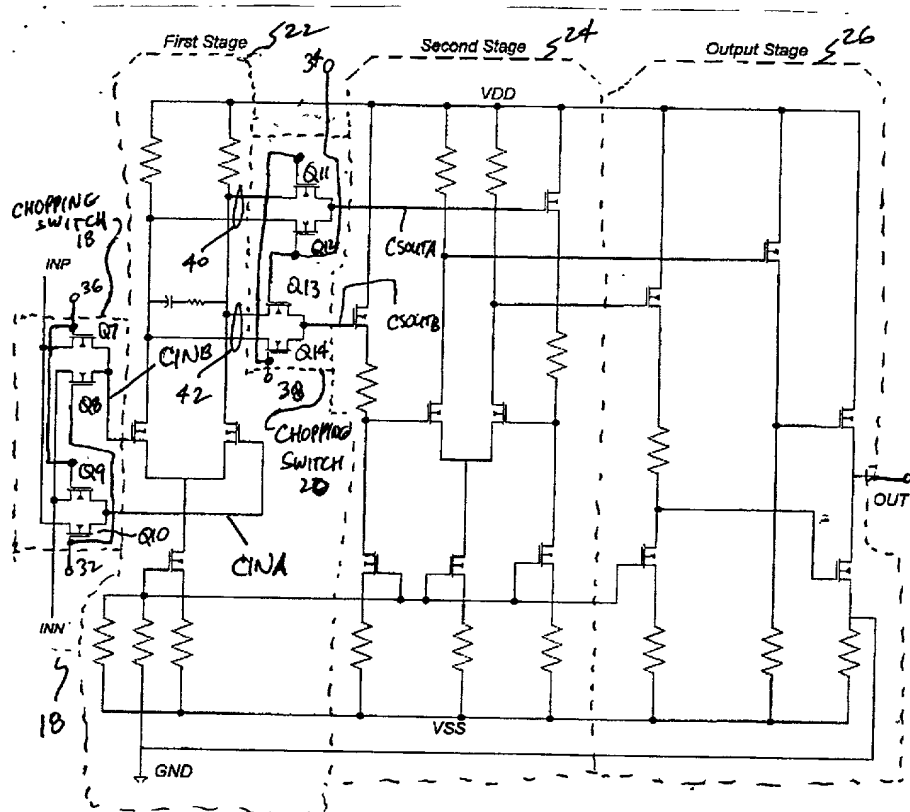 First Stage
22
Second Stage
24
Output Stage
26
34
VDD
Q11
CHOPPING
SWITCH
18
40
Q12
CSOUTA
INP
36
Q13
Q7
CSOUTB
CINB
Q14
42
Q8
38
CHOPPING
SWITCH
20
Q9
OUT
Q10
32
CINA
INN
18
VSS
GND